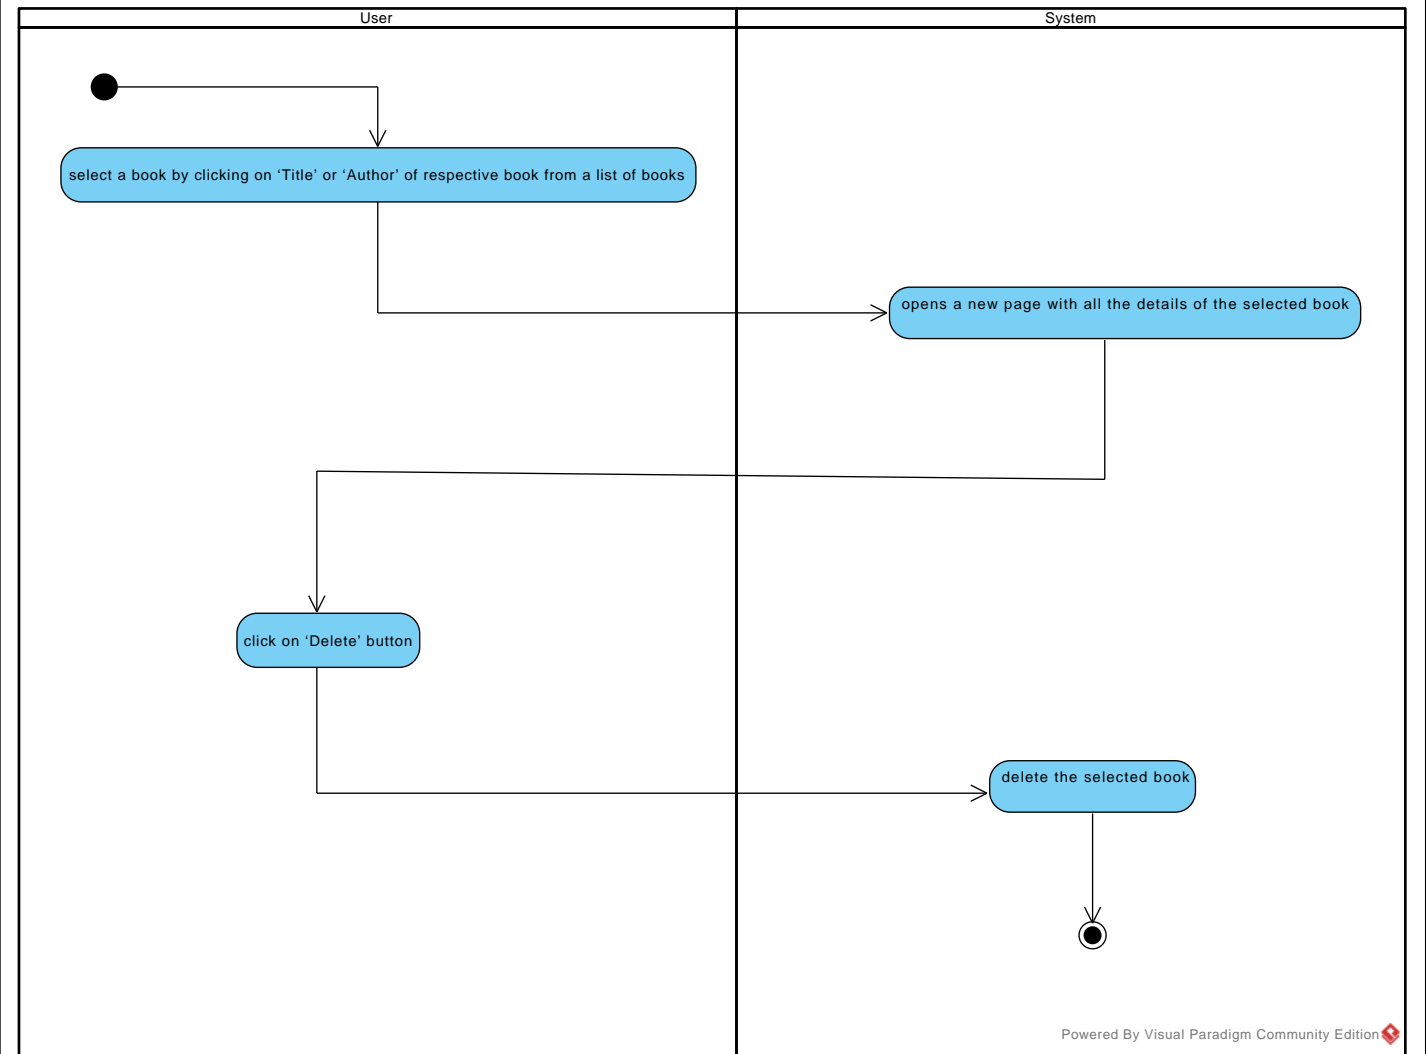 User
System
select a book by clicking on ‘Title’ or ‘Author’ of respective book from a list of books
opens a new page with all the details of the selected book
click on ‘Delete’ button
delete the selected book
Powered By Visual Paradigm Community Edition